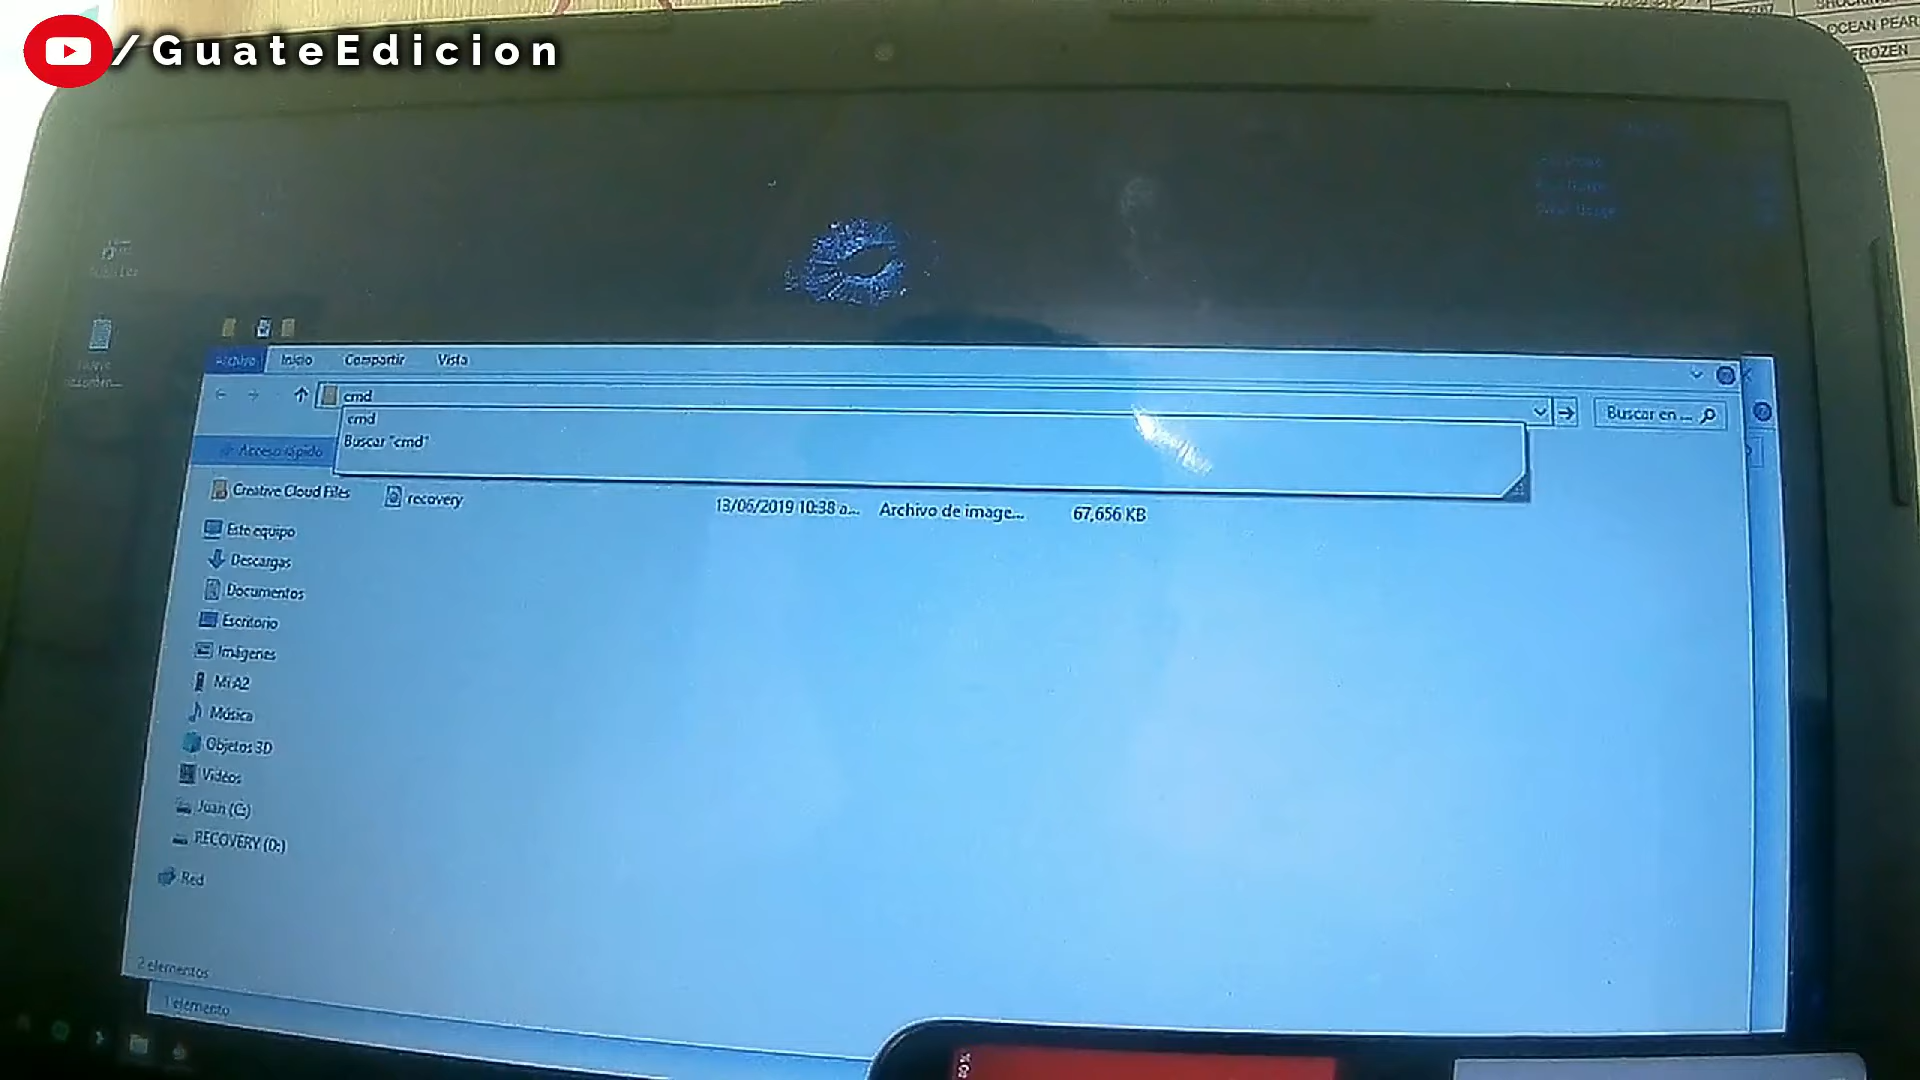 /GuateEdicion
OCEAN PEAR
FROZEN
Archivo Inicio Compartir Vista
cmd
cmd
Buscar "cmd"
Buscar en ...
Acceso rápido
Creative Cloud Files
recovery 13/06/2019 10:38 a... Archivo de image... 67,656 KB
Este equipo
Descargas
Documentos
Escritorio
Imágenes
Mi A2
Música
Objetos 3D
Vídeos
Juan (C:)
RECOVERY (D:)
Red
2 elementos
1 elemento